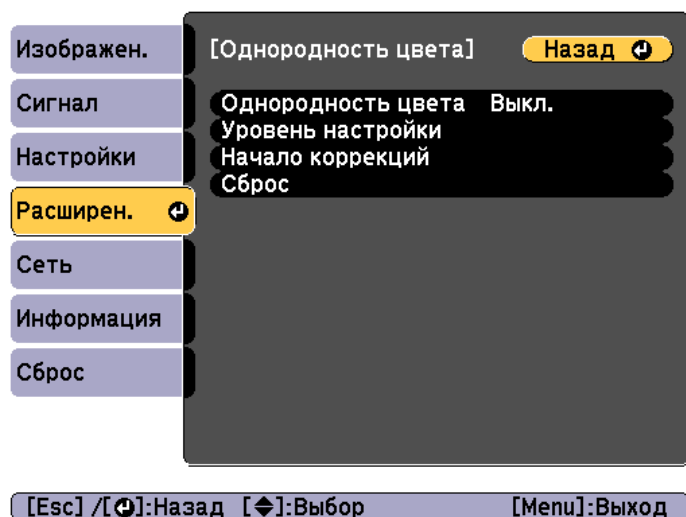 Изображен.
Сигнал
Настройки
Расширен.
Сеть
Информация
Сброс
[Однородность цвета] Назад
Однородность цвета Выкл.
Уровень настройки
Начало коррекций
Сброс
[Esc] /[]:Назад []:Выбор [Menu]:Выход